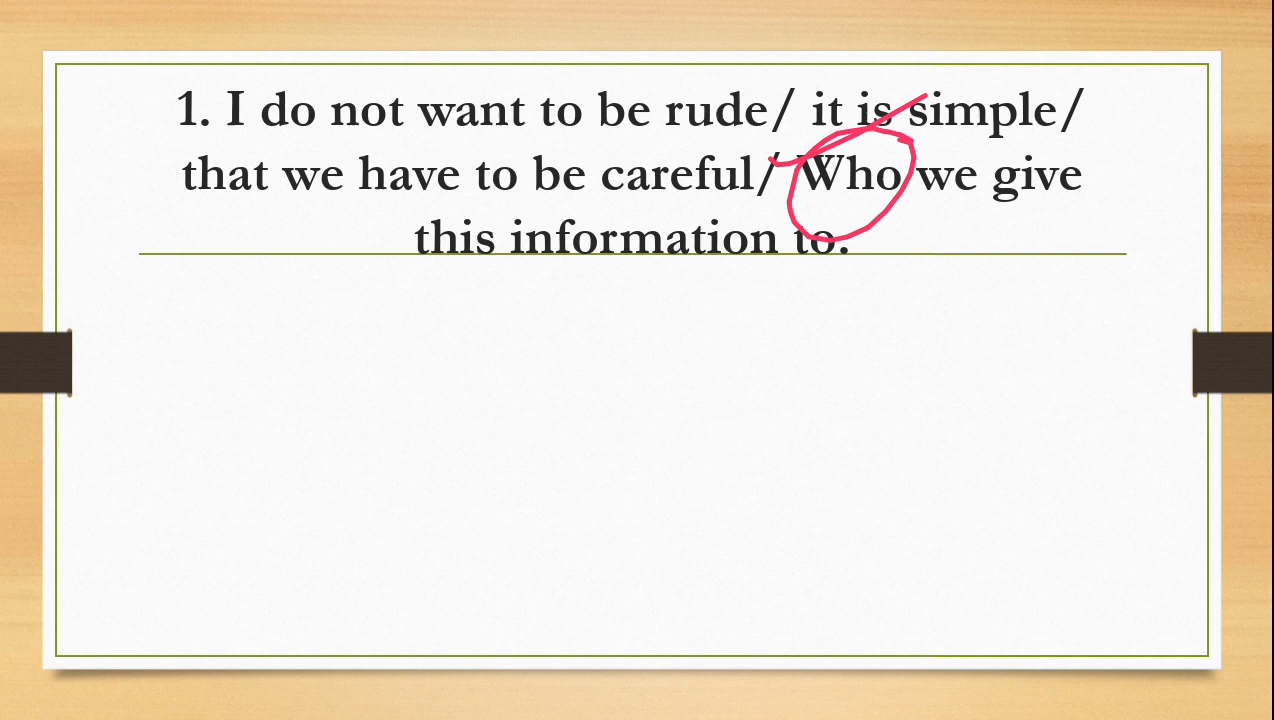 1. I do not want to be rude/ it is simple/
that we have to be careful/ Who we give
this information to.